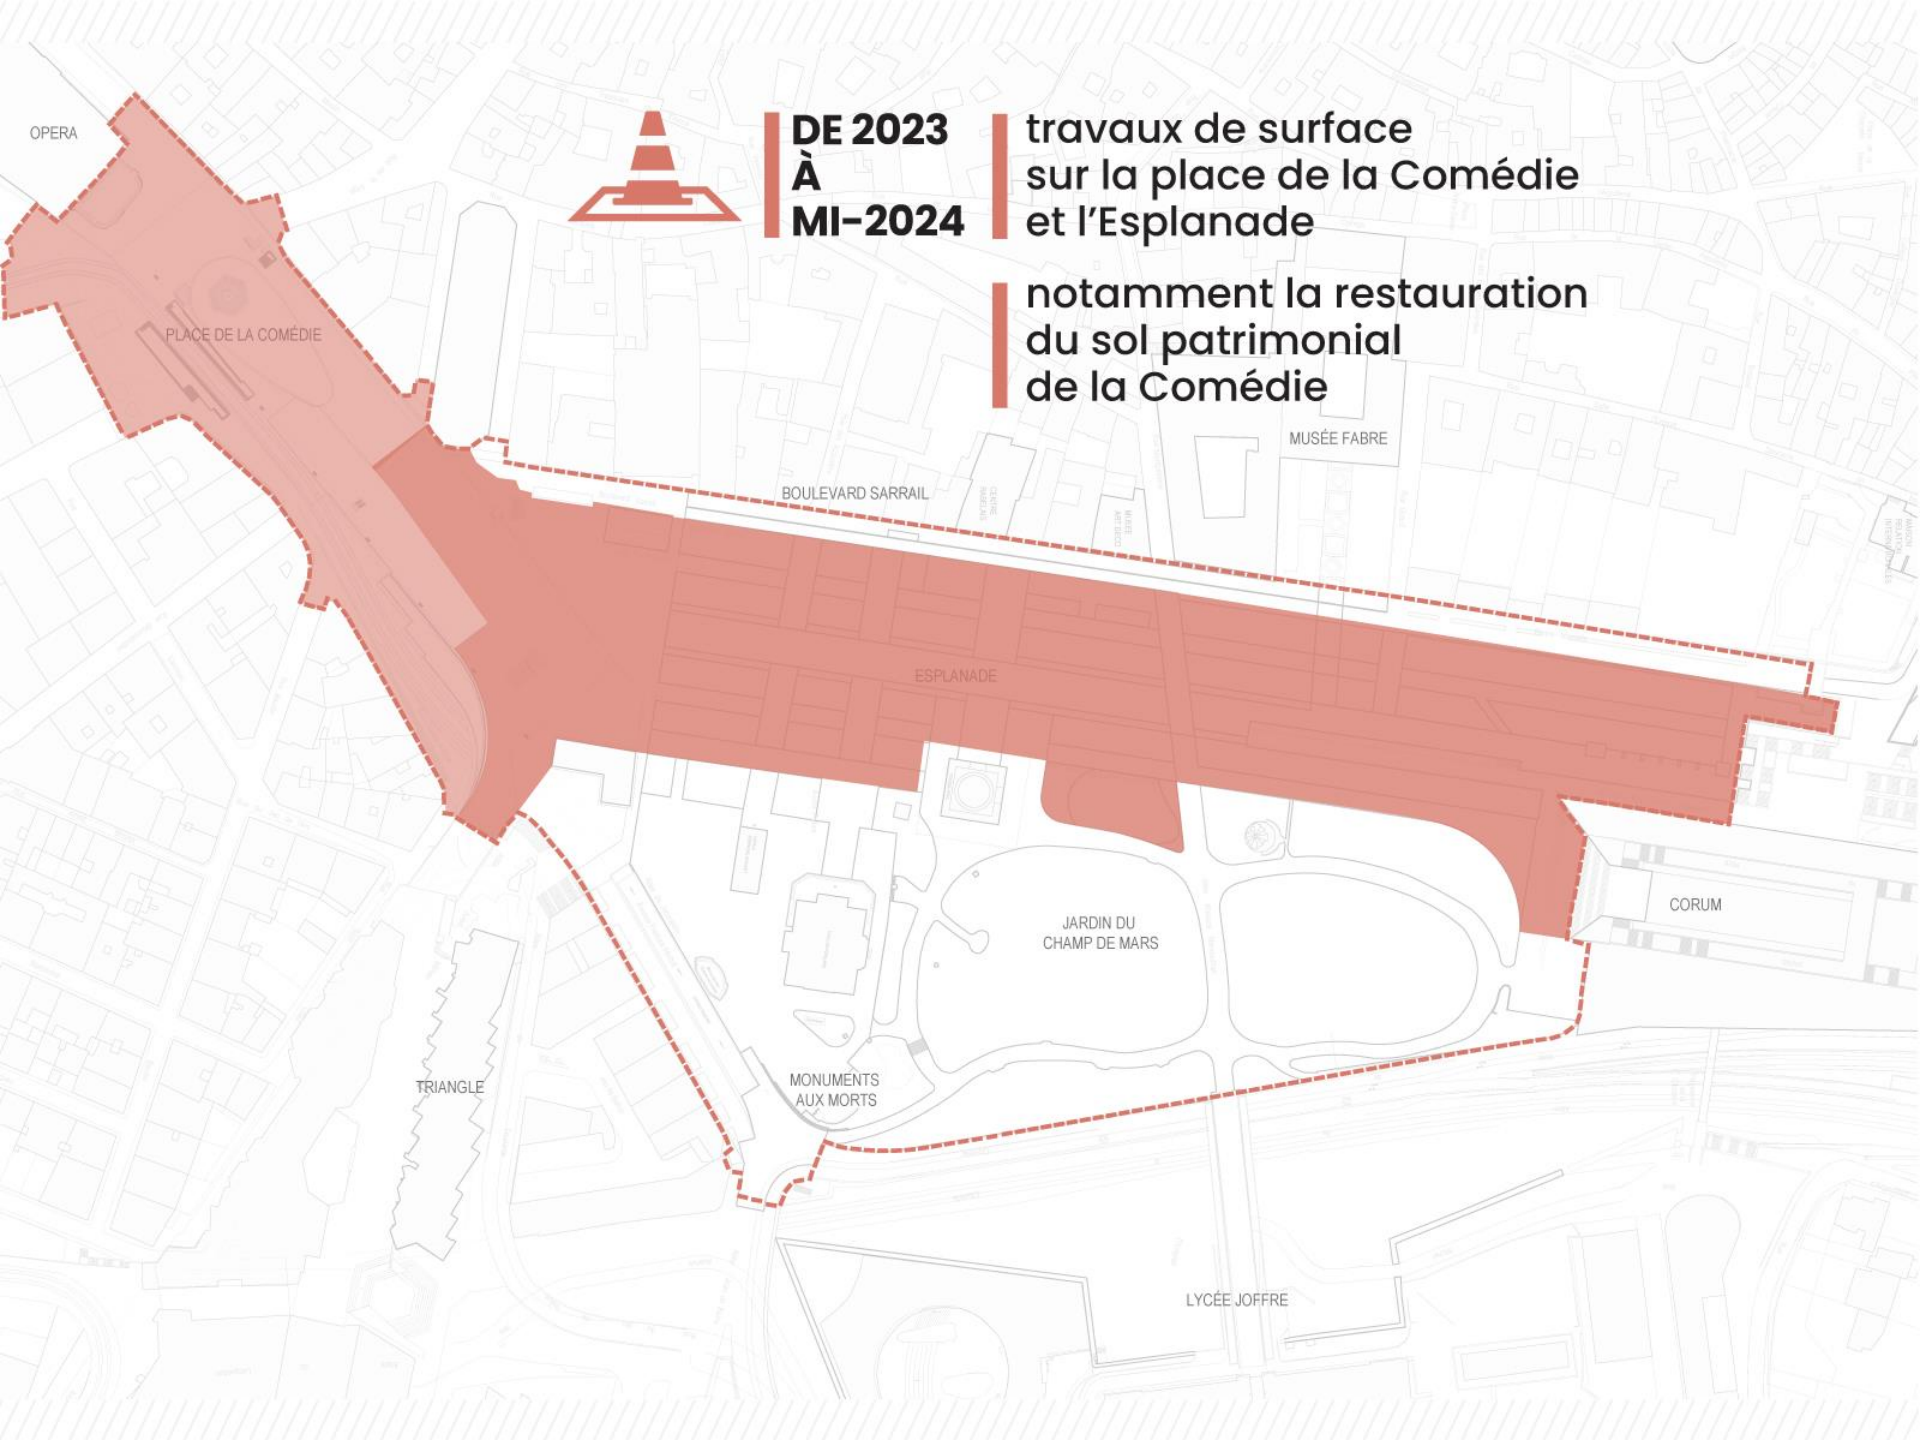 OPERA
DE 2023
À
MI-2024
travaux de surface
sur la place de la Comédie
et l'Esplanade
notamment la restauration
du sol patrimonial
de la Comédie
PLACE DE LA COMÉDIE
MUSÉE FABRE
BOULEVARD SARRAIL
ESPLANADE
CORUM
JARDIN DU
CHAMP DE MARS
TRIANGLE
MONUMENTS
AUX MORTS
LYCÉE JOFFRE